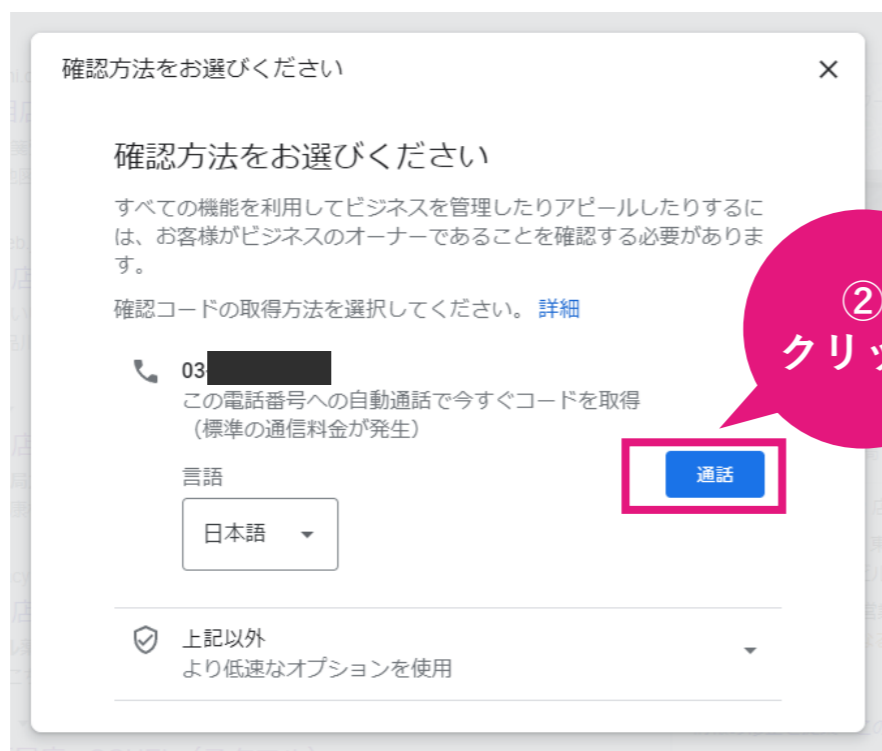 確認方法をお選びください
確認方法をお選びください
すべての機能を利用してビジネスを管理したりアピールしたりするに
は、お客様がビジネスのオーナーであることを確認する必要がありま
す。
確認コードの取得方法を選択してください。 詳細
②
クリッ
03-
この電話番号への自動通話で今すぐコードを取得
（標準の通信料金が発生）
言語
通話
日本語
上記以外
より低速なオプションを使用